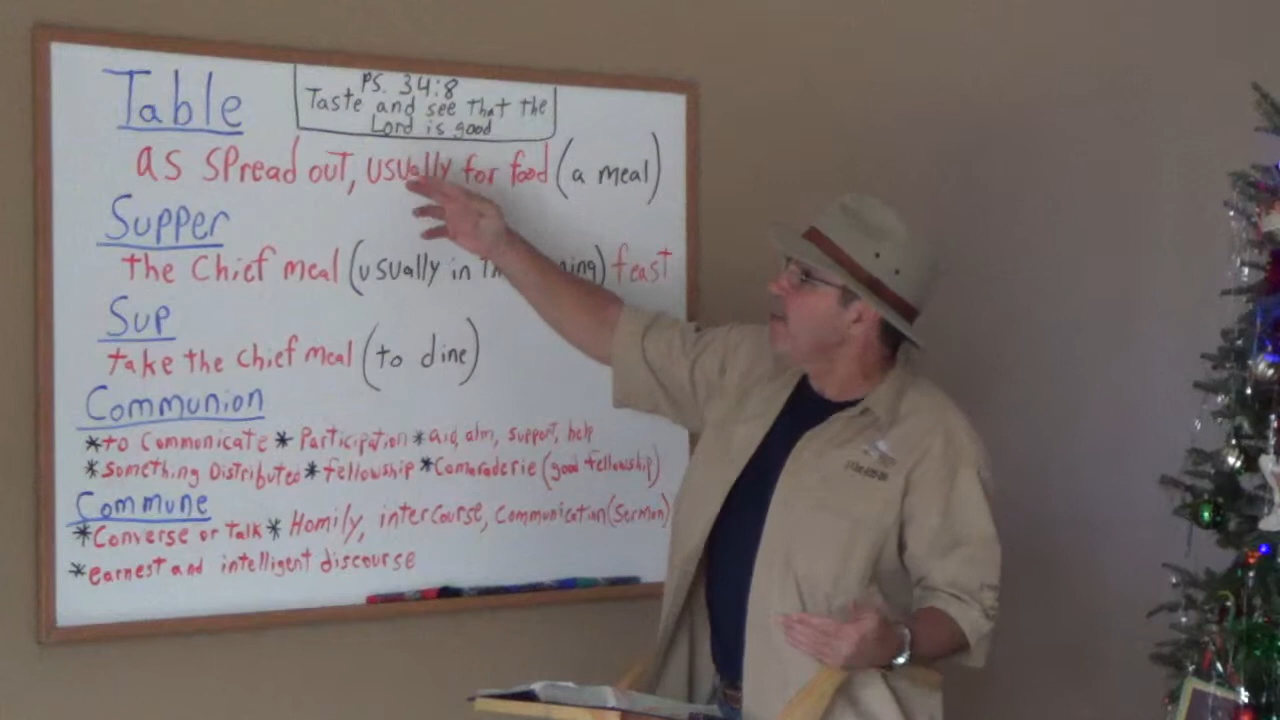 Table
PS. 34:8
Taste and see that the
Lord is good
as spread out, usually for food (a meal)
Supper
the Chief meal (usually in feast
Sup
take the chief meal (to dine)
Communion
*to Communicate * Participation * aid, alm, support, help
*something Distributed * fellowship *Comaraderie (good fellowship)
Commune
*Converse or Talk * Homily, intercourse, Communication (Sermon)
*earnest and intelligent discourse